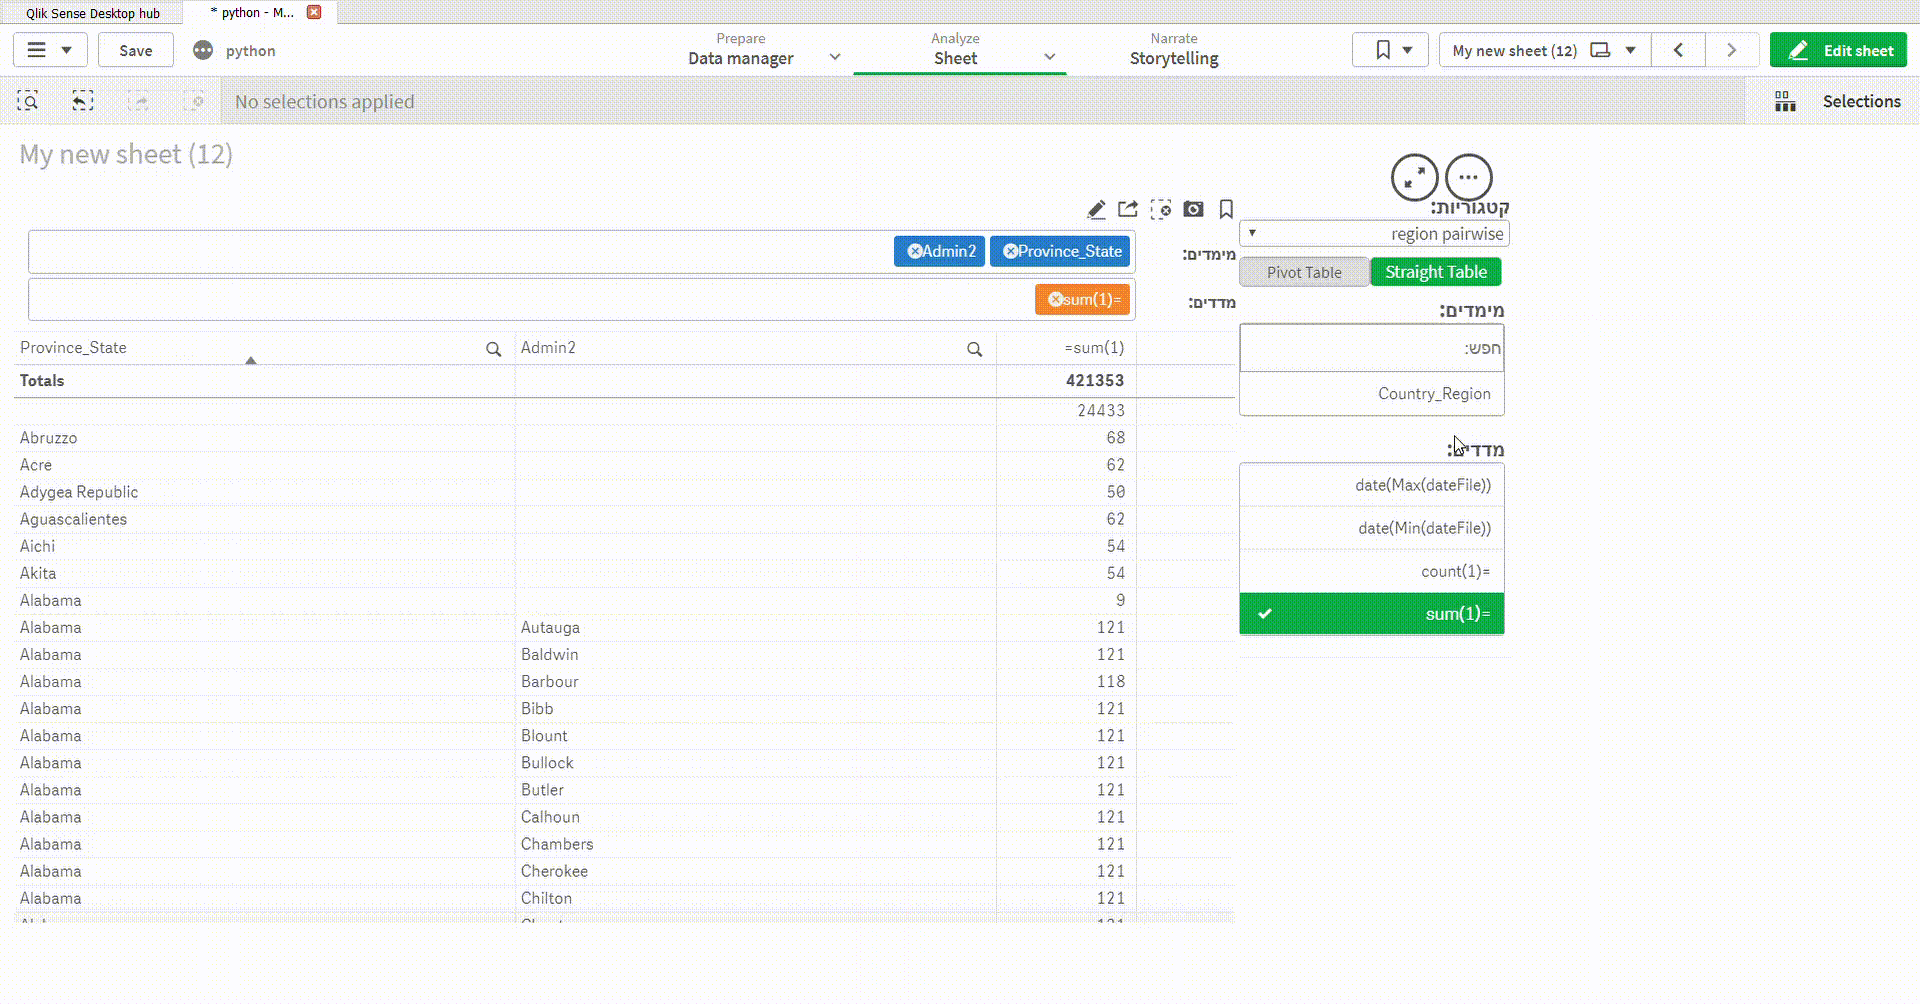 Qlik Sense Desktop hub
* python - M...
Save
python
Prepare
Data manager
Analyze
Sheet
Narrate
Storytelling
My new sheet (12)
Edit sheet
No selections applied
Selections
My new sheet (12)
קטגוריות:
region pairwise
Admin2
Province_State
מימדים:
Pivot Table
Straight Table
sum(1)=
מדדים:
מימדים:
חפש:
Country_Region
מדדים:
date(Max(dateFile))
date(Min(dateFile))
count(1)=
sum(1)=
Province_State Admin2 =sum(1)
Totals 421353
24433
Abruzzo 68
Acre 62
Adygea Republic 50
Aguascalientes 62
Aichi 54
Akita 54
Alabama 9
Alabama Autauga 121
Alabama Baldwin 121
Alabama Barbour 118
Alabama Bibb 121
Alabama Blount 121
Alabama Bullock 121
Alabama Butler 121
Alabama Calhoun 121
Alabama Chambers 121
Alabama Cherokee 121
Alabama Chilton 121